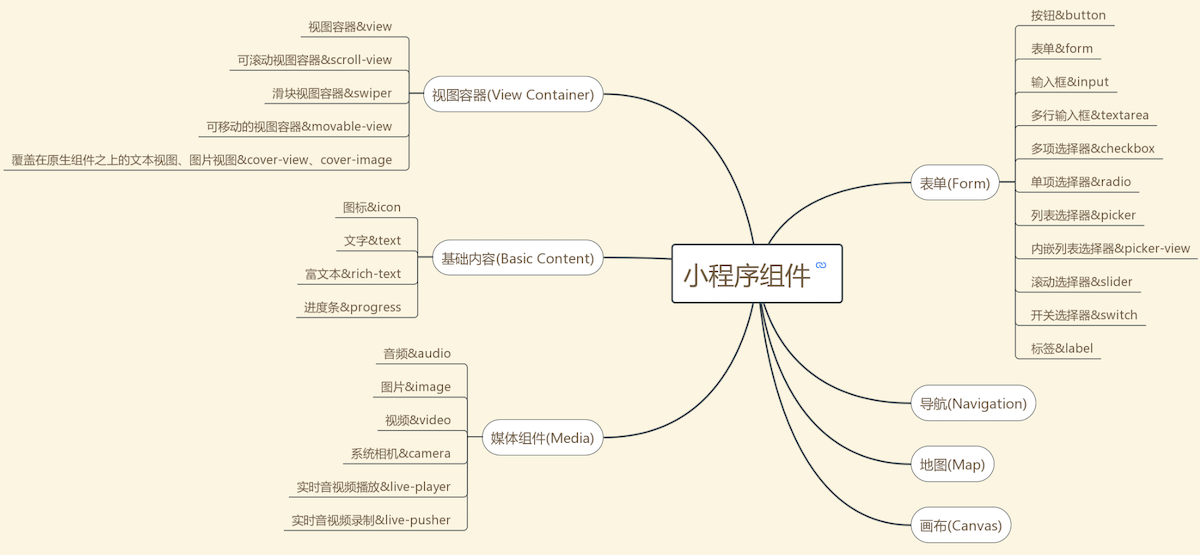 小程序组件
视图容器(View Container)
视图容器&view
可滚动视图容器&scroll-view
滑块视图容器&swiper
可移动的视图容器&movable-view
覆盖在原生组件之上的文本视图、图片视图&cover-view、cover-image
基础内容(Basic Content)
图标&icon
文字&text
富文本&rich-text
进度条&progress
媒体组件(Media)
音频&audio
图片&image
视频&video
系统相机&camera
实时音视频播放&live-player
实时音视频录制&live-pusher
表单(Form)
按钮&button
表单&form
输入框&input
多行输入框&textarea
多项选择器&checkbox
单项选择器&radio
列表选择器&picker
内嵌列表选择器&picker-view
滚动选择器&slider
开关选择器&switch
标签&label
导航(Navigation)
地图(Map)
画布(Canvas)